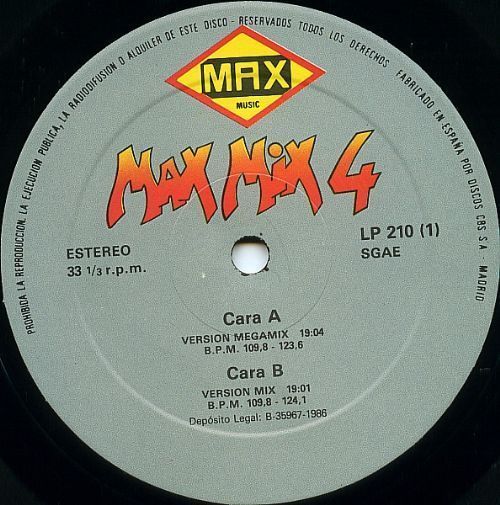 PROHIBIDA LA REPRODUCCION, LA EJECUCION PUBLICA, LA RADIODIFUSION O ALQUILER DE ESTE DISCO - RESERVADOS TODOS LOS DERECHOS FABRICADO EN ESPAÑA POR DISCOS CBS S.A. - MADRID
MAX
MUSIC
MAX MIX 4
ESTEREO
33 1/3 r.p.m.
LP 210 (1)
SGAE
Cara A
VERSION MEGAMIX 19:04
B.P.M. 109,8 - 123,6
Cara B
VERSION MIX 19:01
B.P.M. 109,8 - 124,1
Depósito Legal: B-35967-1986